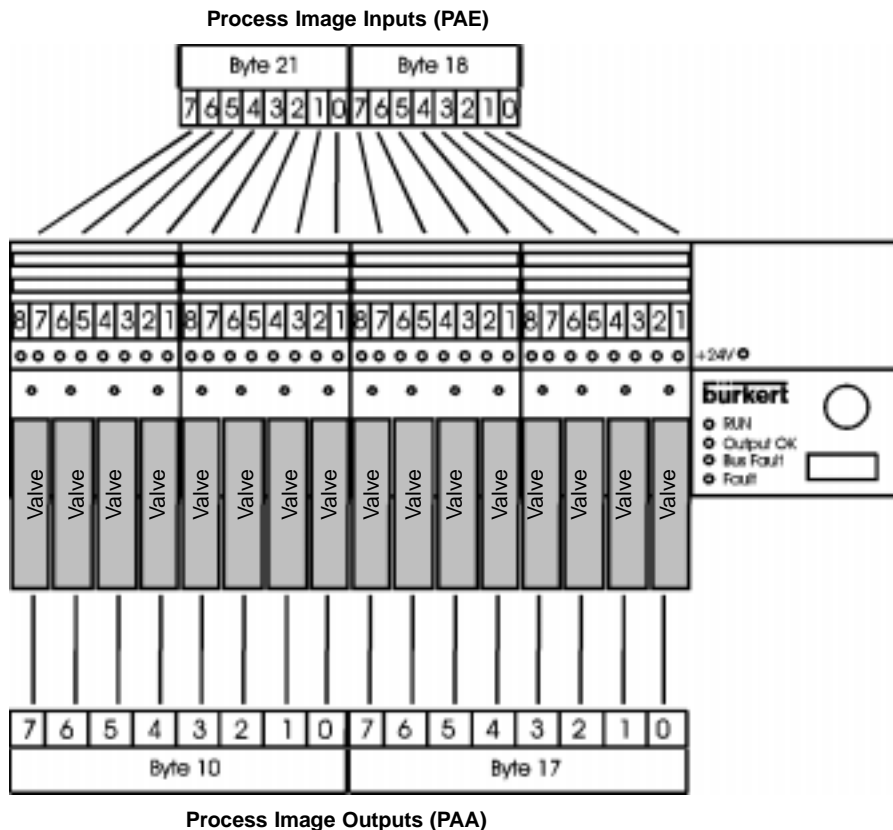 Process Image Inputs (PAE)
Byte 21 Byte 18
7 6 5 4 3 2 1 0 7 6 5 4 3 2 1 0
8 7 6 5 4 3 2 1 8 7 6 5 4 3 2 1 8 7 6 5 4 3 2 1 8 7 6 5 4 3 2 1
+24V
bürkert
RUN
Output OK
Bus Fault
Fault
Valve Valve Valve Valve Valve Valve Valve Valve Valve Valve Valve Valve Valve Valve Valve Valve
7 6 5 4 3 2 1 0 7 6 5 4 3 2 1 0
Byte 10 Byte 17
Process Image Outputs (PAA)